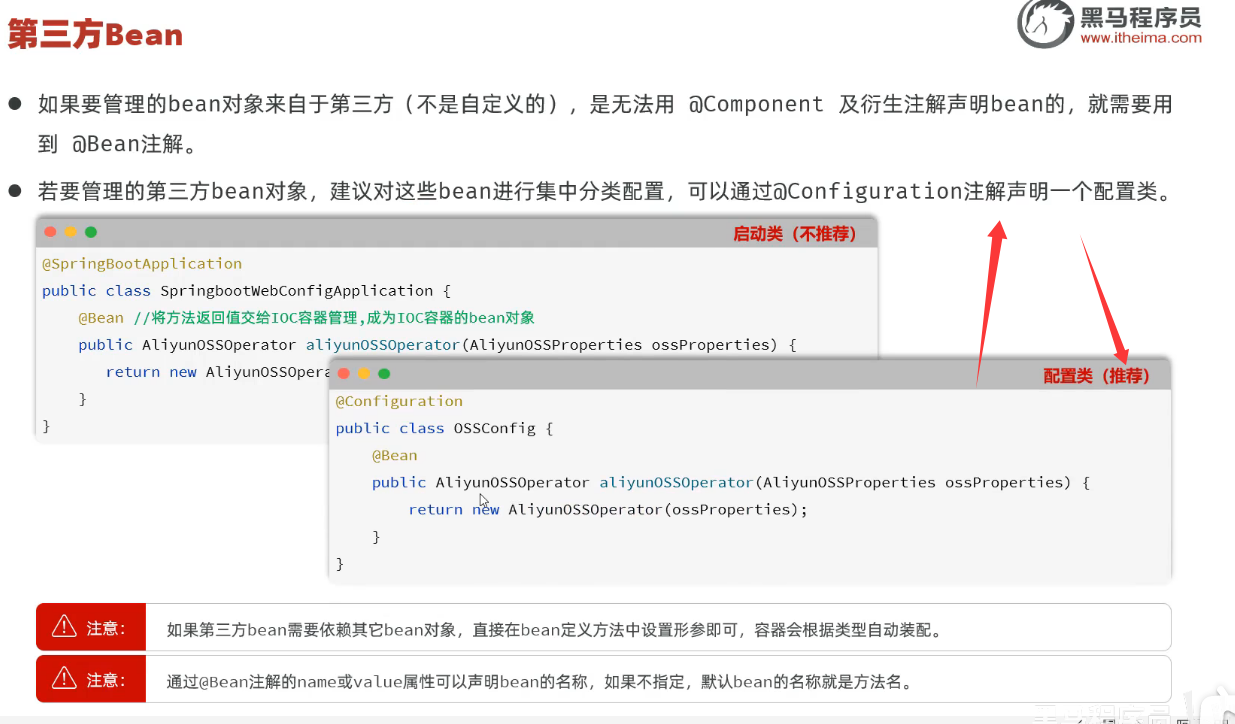 第三方Bean
黑马程序员
www.itheima.com
● 如果要管理的bean对象来自于第三方（不是自定义的），是无法用 @Component 及衍生注解声明bean的，就需要用
到 @Bean注解。
● 若要管理的第三方bean对象，建议对这些bean进行集中分类配置，可以通过@Configuration注解声明一个配置类。
启动类（不推荐）
@SpringBootApplication
public class SpringbootWebConfigApplication {
@Bean //将方法返回值交给IOC容器管理,成为IOC容器的bean对象
public AliyunOSSOperator aliyunOSSOperator(AliyunOSSProperties ossProperties) {
return new AliyunOSSOpera
}
}
配置类（推荐）
@Configuration
public class OSSConfig {
@Bean
public AliyunOSSOperator aliyunOSSOperator(AliyunOSSProperties ossProperties) {
return new AliyunOSSOperator(ossProperties);
}
}
注意：
如果第三方bean需要依赖其它bean对象，直接在bean定义方法中设置形参即可，容器会根据类型自动装配。
注意：
通过@Bean注解的name或value属性可以声明bean的名称，如果不指定，默认bean的名称就是方法名。